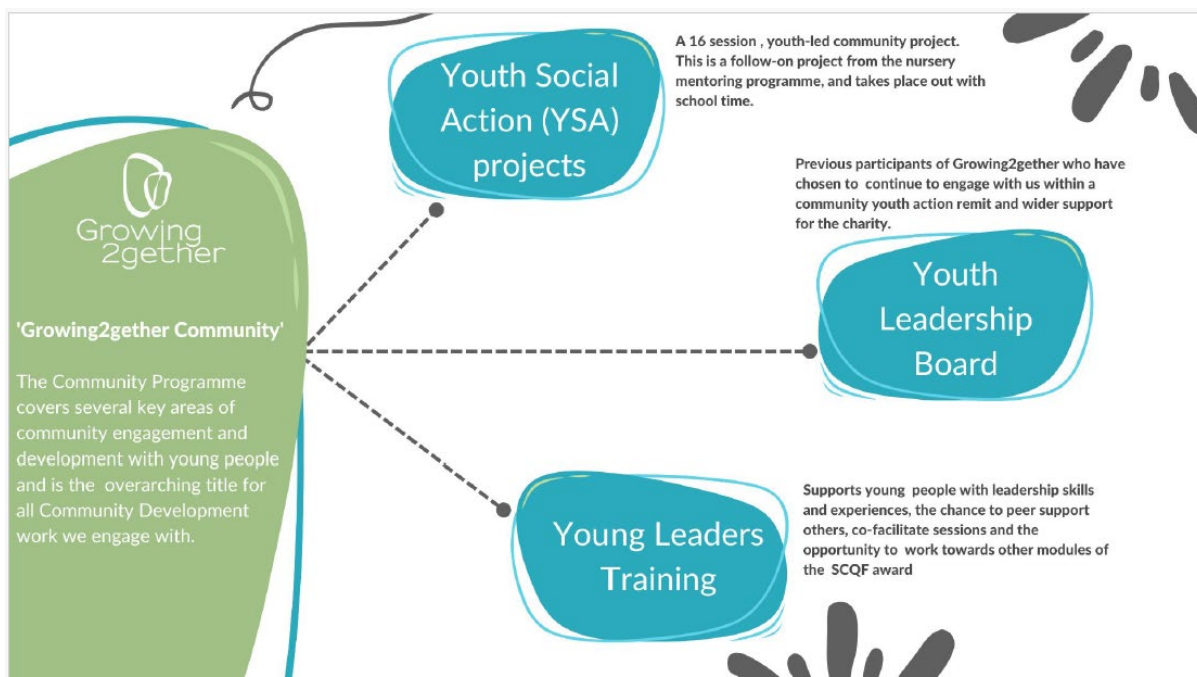 Growing
2gether
'Growing2gether Community'
The Community Programme
covers several key areas of
community engagement and
development with young people
and is the overarching title for
all Community Development
work we engage with.
Youth Social
Action (YSA)
projects
A 16 session , youth-led community project.
This is a follow-on project from the nursery
mentoring programme, and takes place out with
school time.
Previous participants of Growing2gether who have
chosen to continue to engage with us within a
community youth action remit and wider support
for the charity.
Youth
Leadership
Board
Young Leaders
Training
Supports young people with leadership skills
and experiences, the chance to peer support
others, co-facilitate sessions and the
opportunity to work towards other modules of
the SCQF award